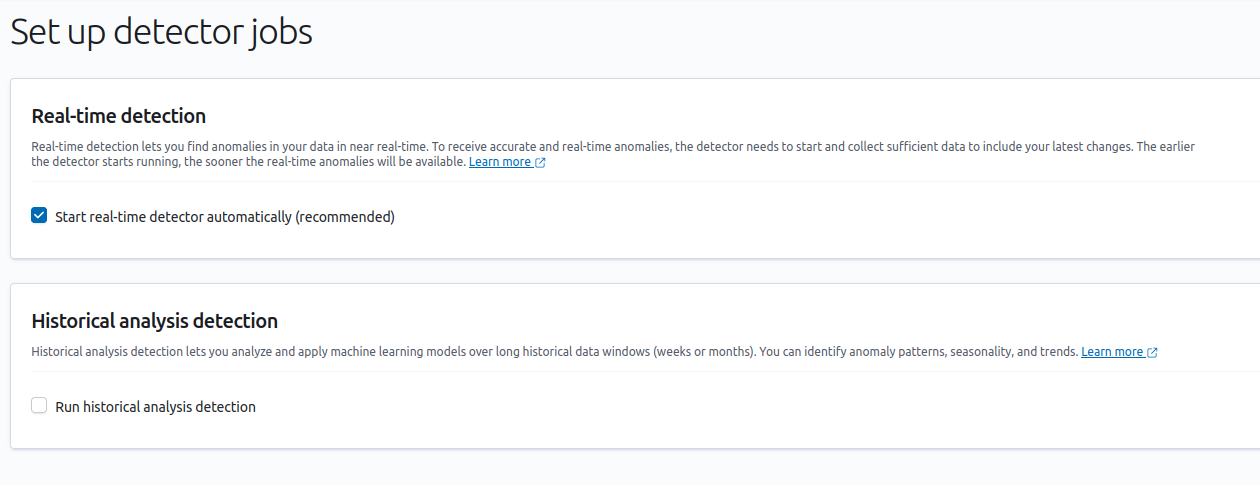 Set up detector jobs
Real-time detection
Real-time detection lets you find anomalies in your data in near real-time. To receive accurate and real-time anomalies, the detector needs to start and collect sufficient data to include your latest changes. The earlier
the detector starts running, the sooner the real-time anomalies will be available. Learn more
Start real-time detector automatically (recommended)
Historical analysis detection
Historical analysis detection lets you analyze and apply machine learning models over long historical data windows (weeks or months). You can identify anomaly patterns, seasonality, and trends. Learn more
Run historical analysis detection